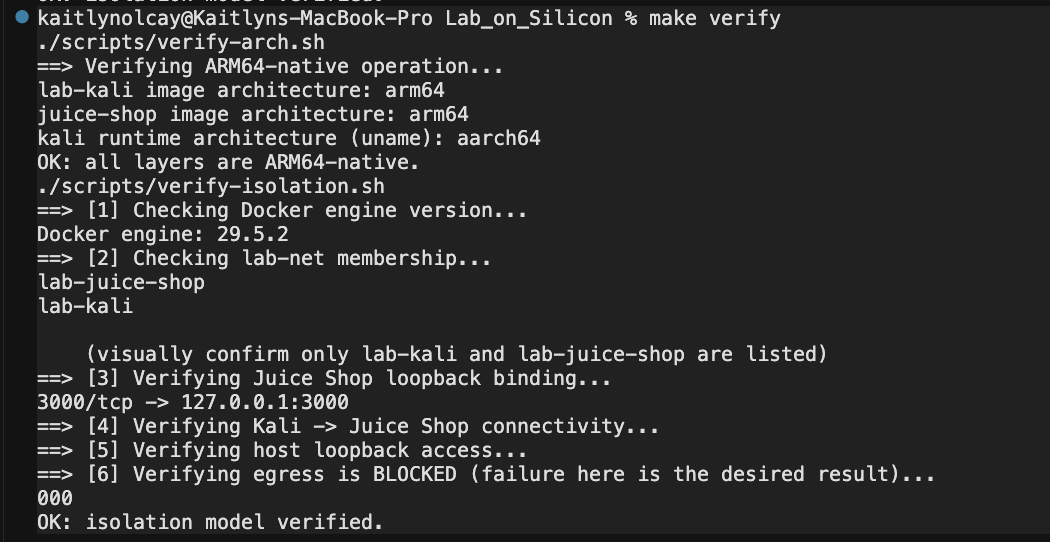 kaitlynolcay@Kaitlyns-MacBook-Pro Lab_on_Silicon % make verify
./scripts/verify-arch.sh
==> Verifying ARM64-native operation...
lab-kali image architecture: arm64
juice-shop image architecture: arm64
kali runtime architecture (uname): aarch64
OK: all layers are ARM64-native.
./scripts/verify-isolation.sh
==> [1] Checking Docker engine version...
Docker engine: 29.5.2
==> [2] Checking lab-net membership...
lab-juice-shop
lab-kali

    (visually confirm only lab-kali and lab-juice-shop are listed)
==> [3] Verifying Juice Shop loopback binding...
3000/tcp -> 127.0.0.1:3000
==> [4] Verifying Kali -> Juice Shop connectivity...
==> [5] Verifying host loopback access...
==> [6] Verifying egress is BLOCKED (failure here is the desired result)...
000
OK: isolation model verified.